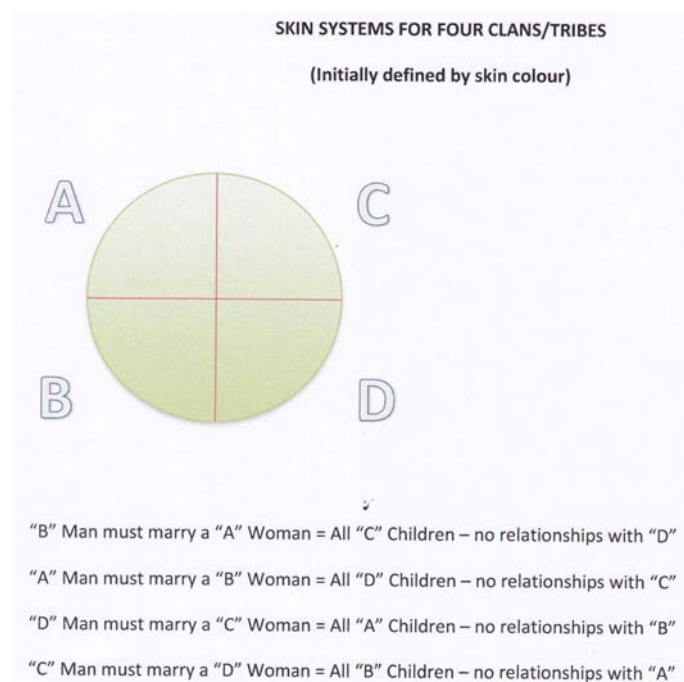 SKIN SYSTEMS FOR FOUR CLANS/TRIBES
(Initially defined by skin colour)
A
C
B
D
“B” Man must marry a “A” Woman = All “C” Children – no relationships with “D”
“A” Man must marry a “B” Woman = All “D” Children – no relationships with “C”
“D” Man must marry a “C” Woman = All “A” Children – no relationships with “B”
“C” Man must marry a “D” Woman = All “B” Children – no relationships with “A”